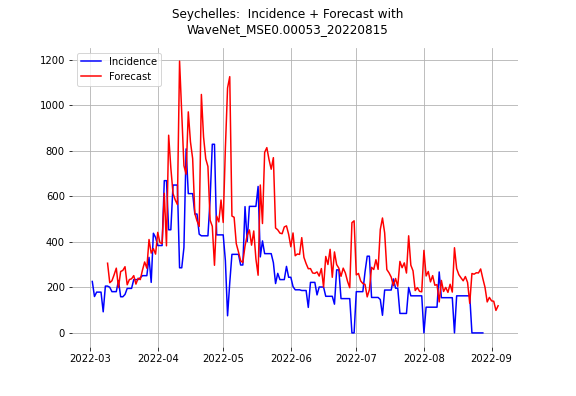 Seychelles:  Incidence + Forecast with
WaveNet_MSE0.00053_20220815
Incidence
Forecast
1200
1000
800
600
400
200
0
2022-03 2022-04 2022-05 2022-06 2022-07 2022-08 2022-09